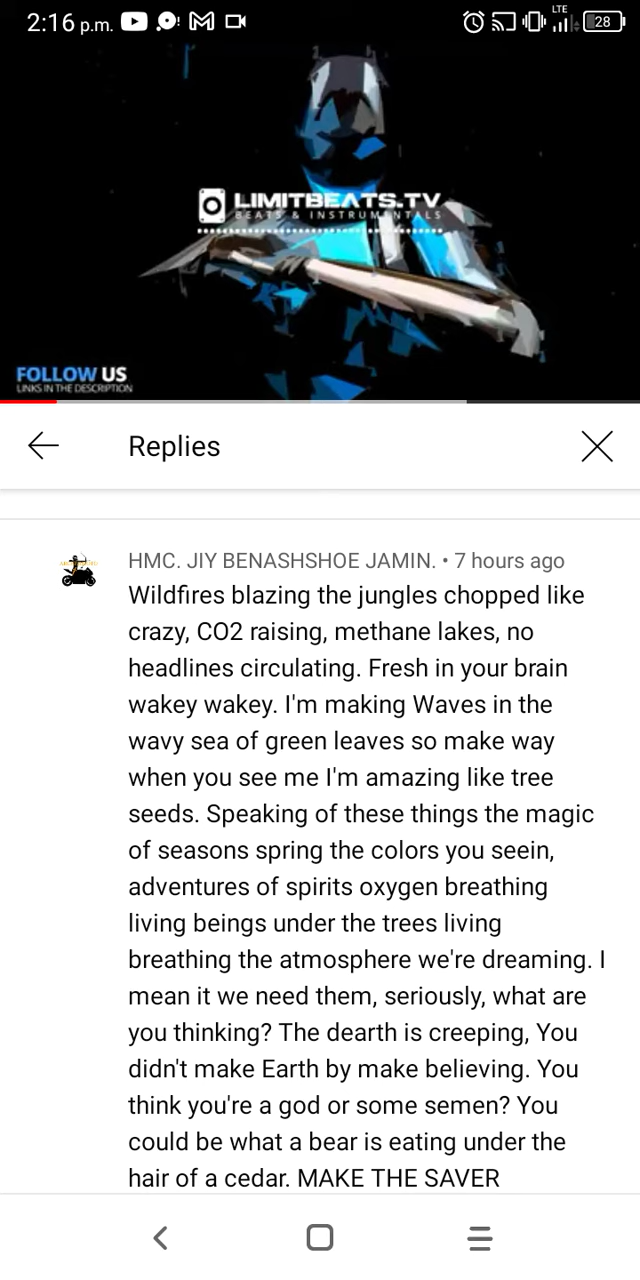 2:16 p.m.
LTE
28
LIMITBEATS.TV
BEATS & INSTRUMENTALS
FOLLOW US
LINKS IN THE DESCRIPTION
Replies
HMC. JIY BENASHSHOE JAMIN. • 7 hours ago
Wildfires blazing the jungles chopped like
crazy, CO2 raising, methane lakes, no
headlines circulating. Fresh in your brain
wakey wakey. I'm making Waves in the
wavy sea of green leaves so make way
when you see me I'm amazing like tree
seeds. Speaking of these things the magic
of seasons spring the colors you seein,
adventures of spirits oxygen breathing
living beings under the trees living
breathing the atmosphere we're dreaming. I
mean it we need them, seriously, what are
you thinking? The dearth is creeping, You
didn't make Earth by make believing. You
think you're a god or some semen? You
could be what a bear is eating under the
hair of a cedar. MAKE THE SAVER